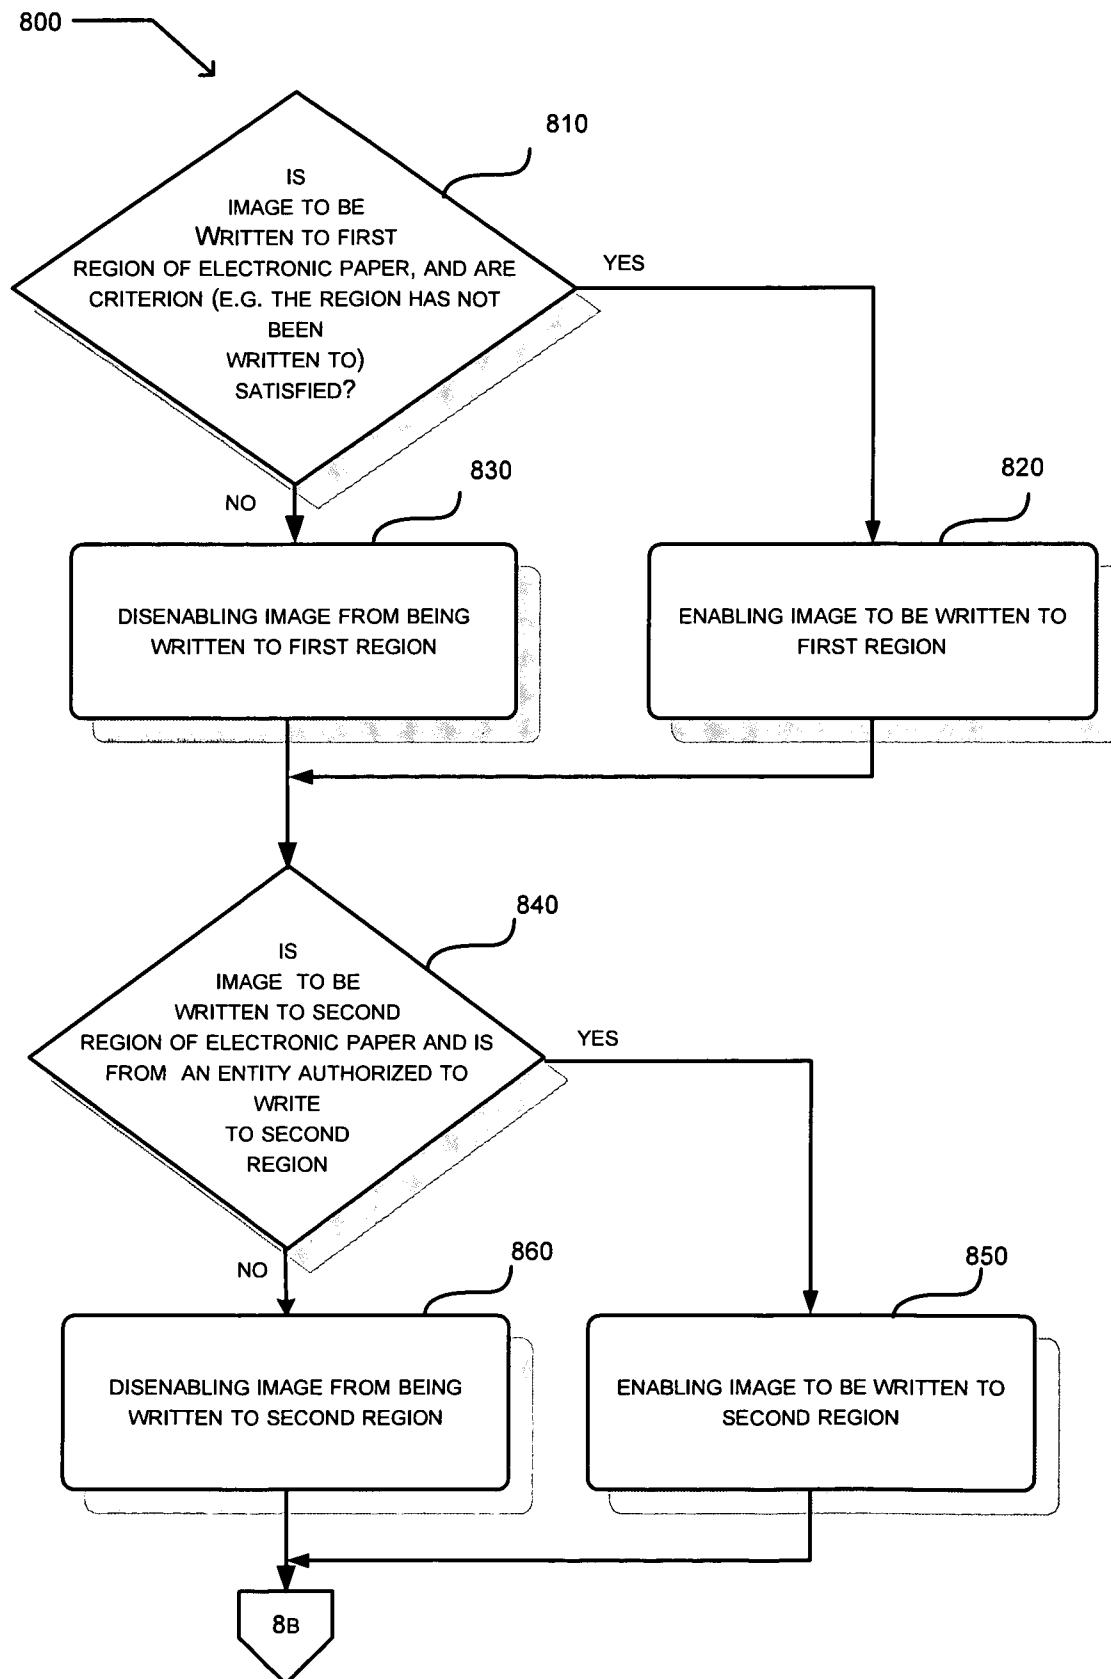 800
810
IS
IMAGE TO BE
WRITTEN TO FIRST
REGION OF ELECTRONIC PAPER, AND ARE
CRITERION (E.G. THE REGION HAS NOT
BEEN
WRITTEN TO)
SATISFIED?
YES
NO
830
820
DISENABLING IMAGE FROM BEING
WRITTEN TO FIRST REGION
ENABLING IMAGE TO BE WRITTEN TO
FIRST REGION
840
IS
IMAGE TO BE
WRITTEN TO SECOND
REGION OF ELECTRONIC PAPER AND IS
FROM AN ENTITY AUTHORIZED TO
WRITE
TO SECOND
REGION
YES
NO
860
850
DISENABLING IMAGE FROM BEING
WRITTEN TO SECOND REGION
ENABLING IMAGE TO BE WRITTEN TO
SECOND REGION
8B